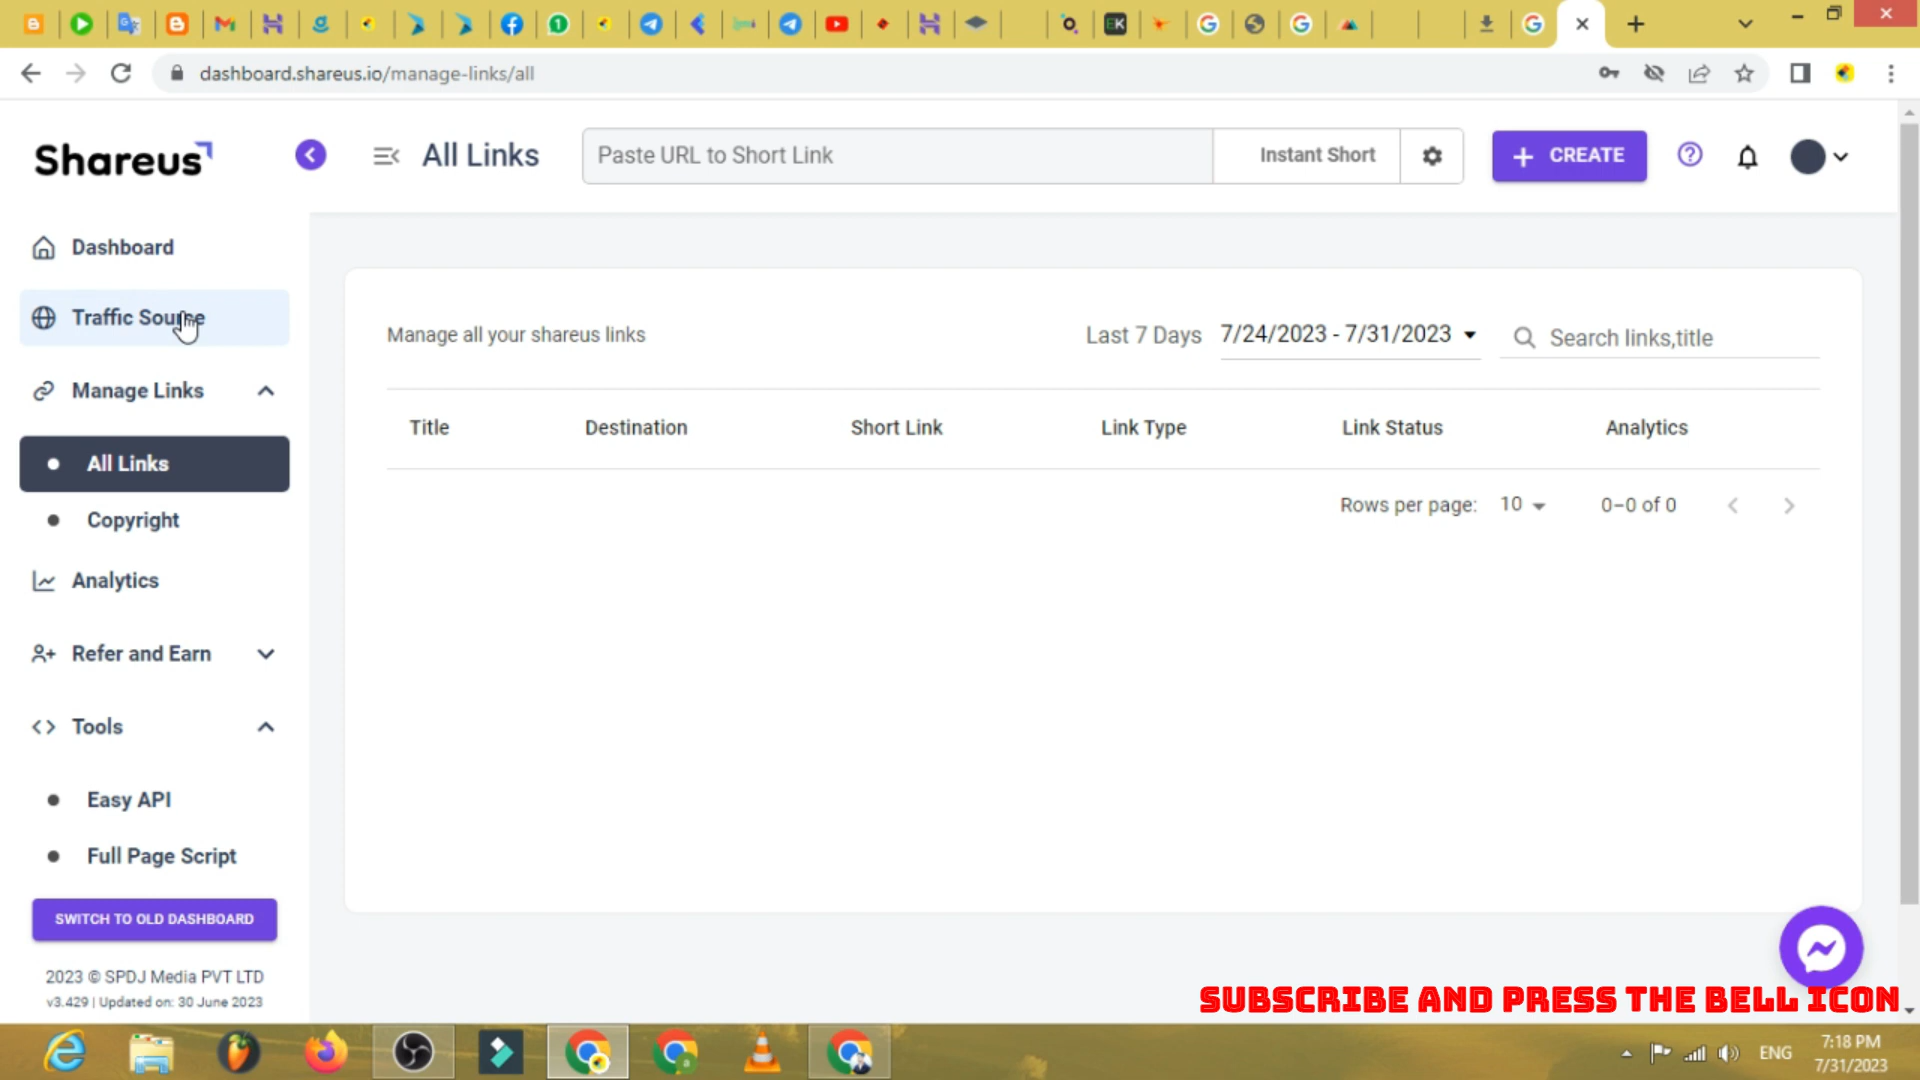 dashboard.shareus.io/manage-links/all
Shareus
All Links
Paste URL to Short Link
Instant Short
+ CREATE
Dashboard
Traffic Source
Manage Links
All Links
Copyright
Analytics
Refer and Earn
Tools
Easy API
Full Page Script
SWITCH TO OLD DASHBOARD
2023 © SPDJ Media PVT LTD
v3.429 | Updated on: 30 June 2023
Manage all your shareus links
Last 7 Days 7/24/2023 - 7/31/2023
Search links,title
Title Destination Short Link Link Type Link Status Analytics
Rows per page: 10 0–0 of 0
SUBSCRIBE AND PRESS THE BELL ICON
ENG
7:18 PM
7/31/2023